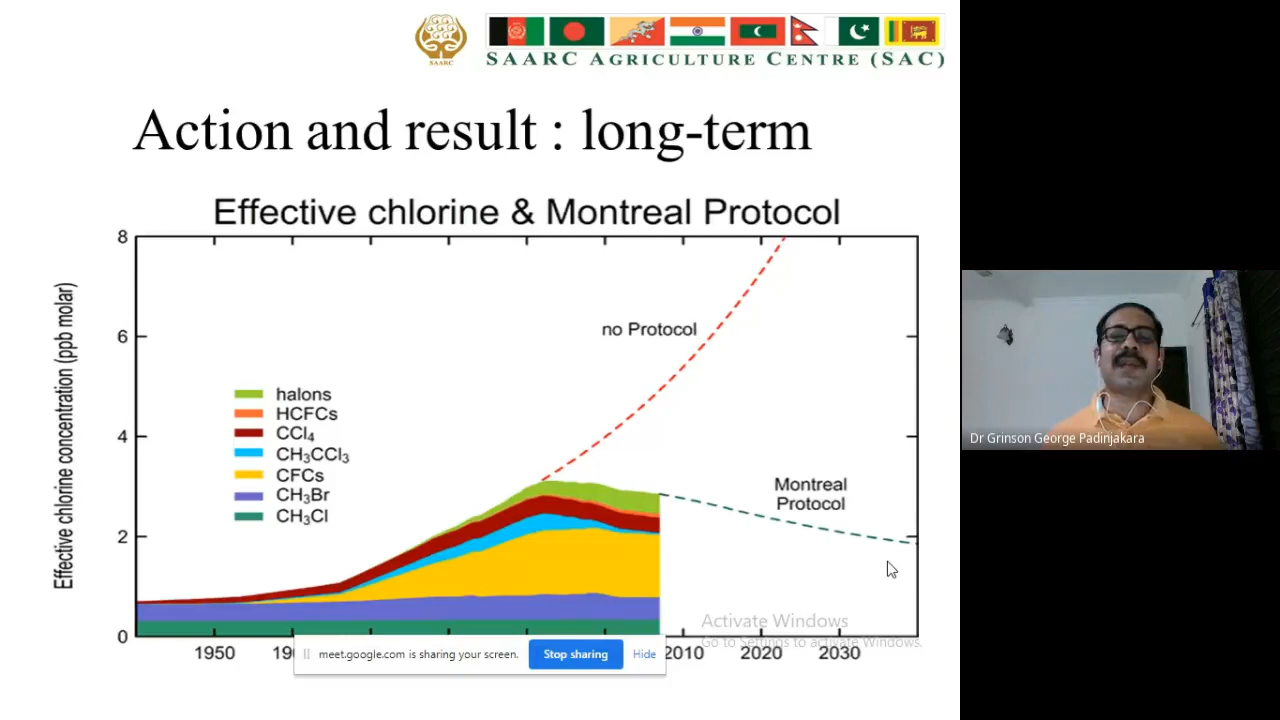 SAARC
SAARC AGRICULTURE CENTRE (SAC)
Action and result : long-term
Effective chlorine & Montreal Protocol
Effective chlorine concentration (ppb molar)
8
6
4
2
0
no Protocol
halons
HCFCs
CCl4
CH3CCl3
CFCs
CH3Br
CH3Cl
Montreal
Protocol
Activate Windows
Go to Settings to activate Windows.
1950
2010 2020 2030
meet.google.com is sharing your screen. Stop sharing Hide
Dr Grinson George Padinjakara